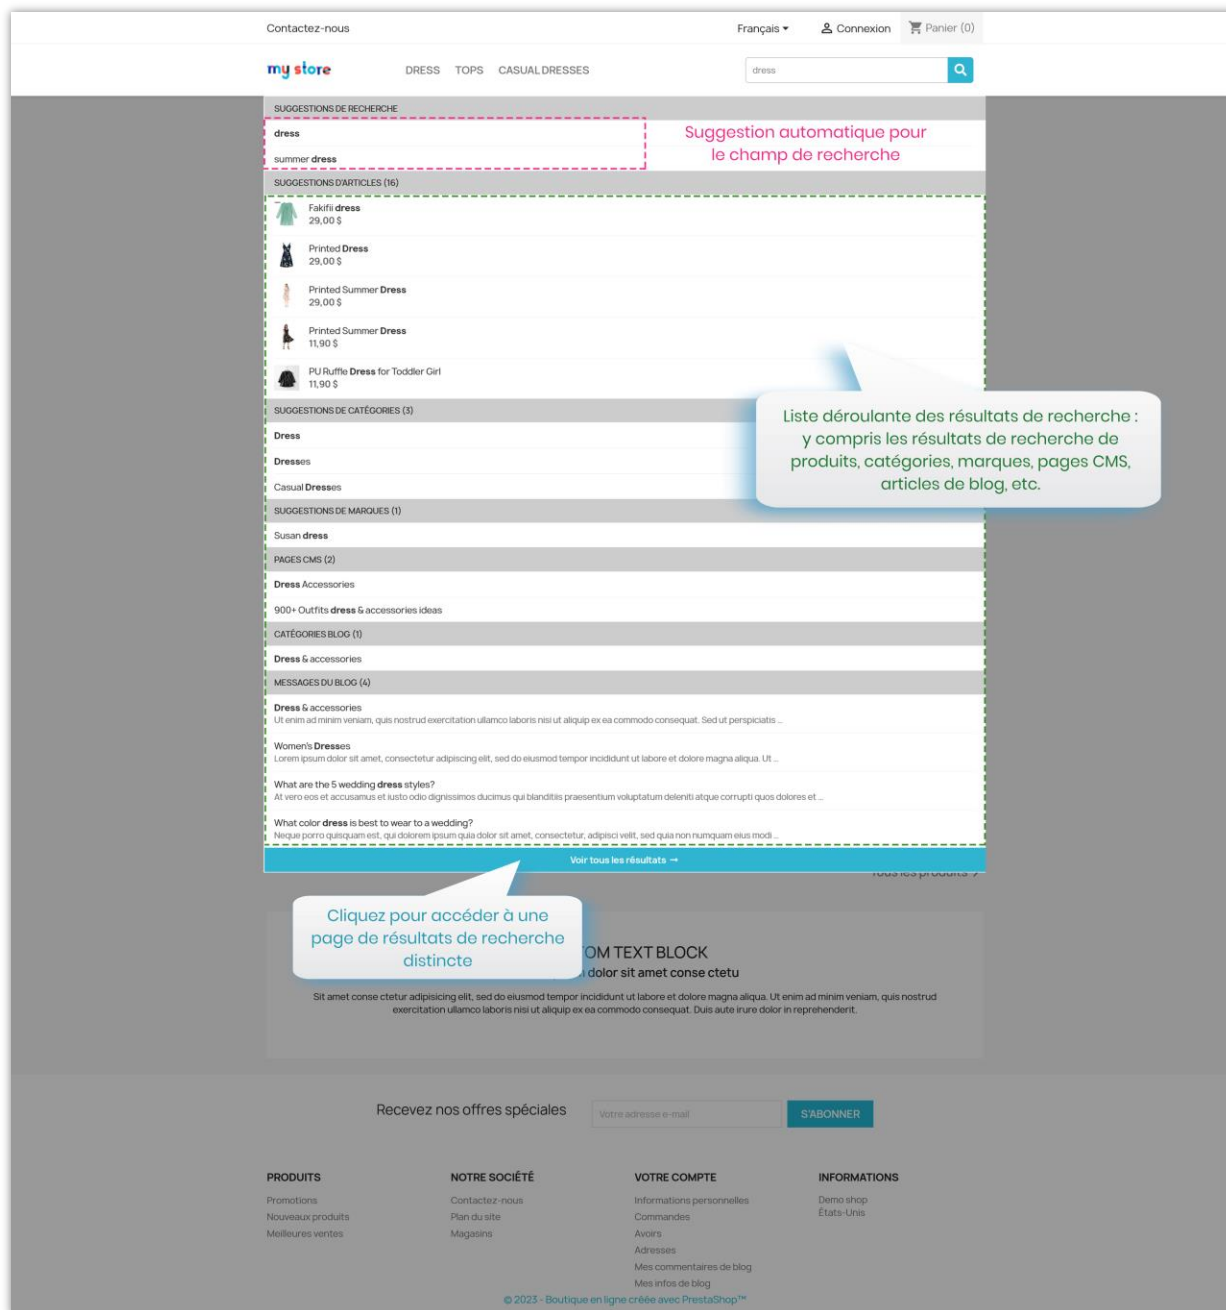 Contactez-nous
Français
Connexion
Panier (0)
my store
DRESS TOPS CASUAL DRESSES
dress
SUGGESTIONS DE RECHERCHE
dress
summer dress
Suggestion automatique pour
le champ de recherche
SUGGESTIONS D'ARTICLES (16)
Fakifii dress
29,00 $
Printed Dress
29,00 $
Printed Summer Dress
29,00 $
Printed Summer Dress
11,90 $
PU Ruffle Dress for Toddler Girl
11,90 $
SUGGESTIONS DE CATÉGORIES (3)
Dress
Dresses
Casual Dresses
Liste déroulante des résultats de recherche :
y compris les résultats de recherche de
produits, catégories, marques, pages CMS,
articles de blog, etc.
SUGGESTIONS DE MARQUES (1)
Susan dress
PAGES CMS (2)
Dress Accessories
900+ Outfits dress & accessories ideas
CATÉGORIES BLOG (1)
Dress & accessories
MESSAGES DU BLOG (4)
Dress & accessories
Ut enim ad minim veniam, quis nostrud exercitation ullamco laboris nisi ut aliquip ex ea commodo consequat. Sed ut perspiciatis ...
Women's Dresses
Lorem ipsum dolor sit amet, consectetur adipiscing elit, sed do eiusmod tempor incididunt ut labore et dolore magna aliqua. Ut ...
What are the 5 wedding dress styles?
At vero eos et accusamus et iusto odio dignissimos ducimus qui blanditiis praesentium voluptatum deleniti atque corrupti quos dolores et ...
What color dress is best to wear to a wedding?
Neque porro quisquam est, qui dolorem ipsum quia dolor sit amet, consectetur, adipisci velit, sed quia non numquam eius modi ...
Voir tous les résultats →
Tous les produits
Cliquez pour accéder à une
page de résultats de recherche
distincte
OM TEXT BLOCK
dolor sit amet conse ctetu
Sit amet conse ctetur adipisicing elit, sed do eiusmod tempor incididunt ut labore et dolore magna aliqua. Ut enim ad minim veniam, quis nostrud
exercitation ullamco laboris nisi ut aliquip ex ea commodo consequat. Duis aute irure dolor in reprehenderit.
Recevez nos offres spéciales
Votre adresse e-mail
S'ABONNER
PRODUITS
Promotions
Nouveaux produits
Meilleures ventes
NOTRE SOCIÉTÉ
Contactez-nous
Plan du site
Magasins
VOTRE COMPTE
Informations personnelles
Commandes
Avoirs
Adresses
Mes commentaires de blog
Mes infos de blog
INFORMATIONS
Demo shop
États-Unis
© 2023 - Boutique en ligne créée avec PrestaShop™